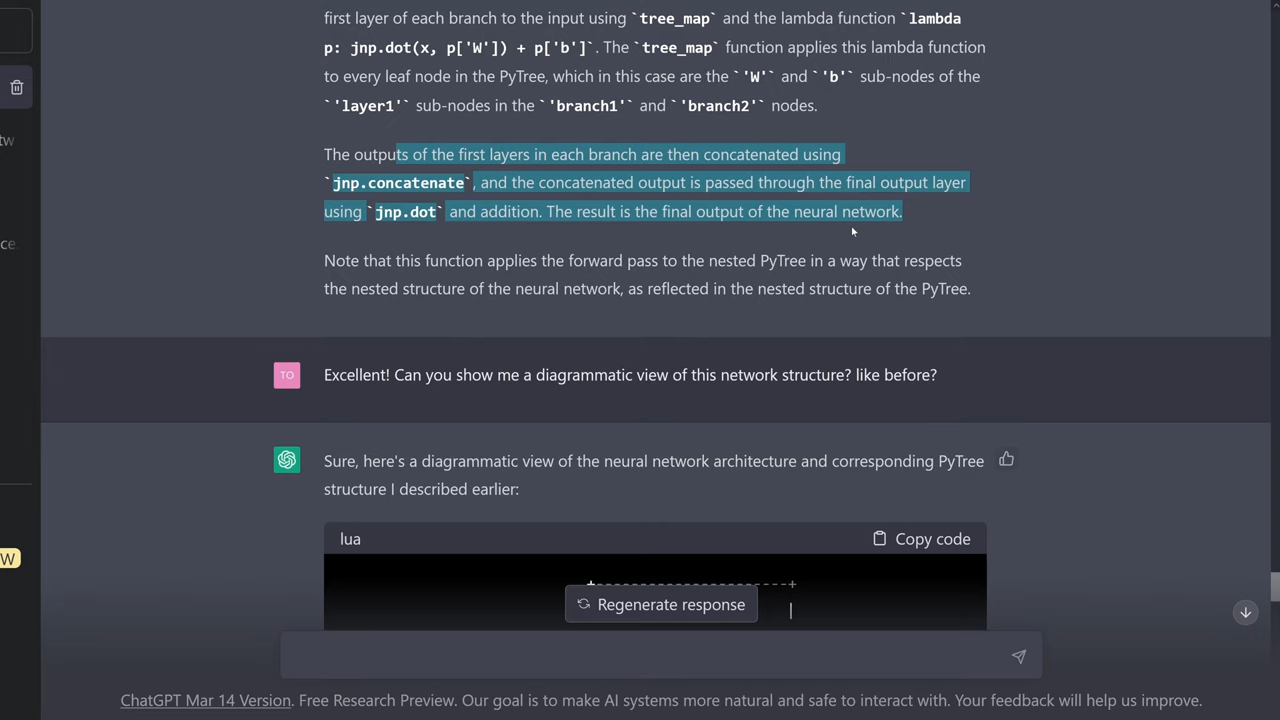 first layer of each branch to the input using `tree_map` and the lambda function `lambda
p: jnp.dot(x, p['W']) + p['b']`. The `tree_map` function applies this lambda function
to every leaf node in the PyTree, which in this case are the `'W'` and `'b'` sub-nodes of the
`'layer1'` sub-nodes in the `'branch1'` and `'branch2'` nodes.
The outputs of the first layers in each branch are then concatenated using
`jnp.concatenate`, and the concatenated output is passed through the final output layer
using `jnp.dot` and addition. The result is the final output of the neural network.
Note that this function applies the forward pass to the nested PyTree in a way that respects
the nested structure of the neural network, as reflected in the nested structure of the PyTree.
TO
Excellent! Can you show me a diagrammatic view of this network structure? like before?
Sure, here's a diagrammatic view of the neural network architecture and corresponding PyTree
structure I described earlier:
lua
Copy code
Regenerate response
ChatGPT Mar 14 Version. Free Research Preview. Our goal is to make AI systems more natural and safe to interact with. Your feedback will help us improve.
tw
ce.
W